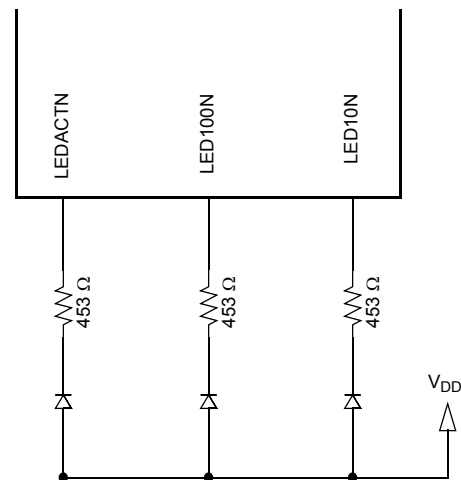 LEDACTN
LED100N
LED10N
453 Ω
453 Ω
453 Ω
VDD